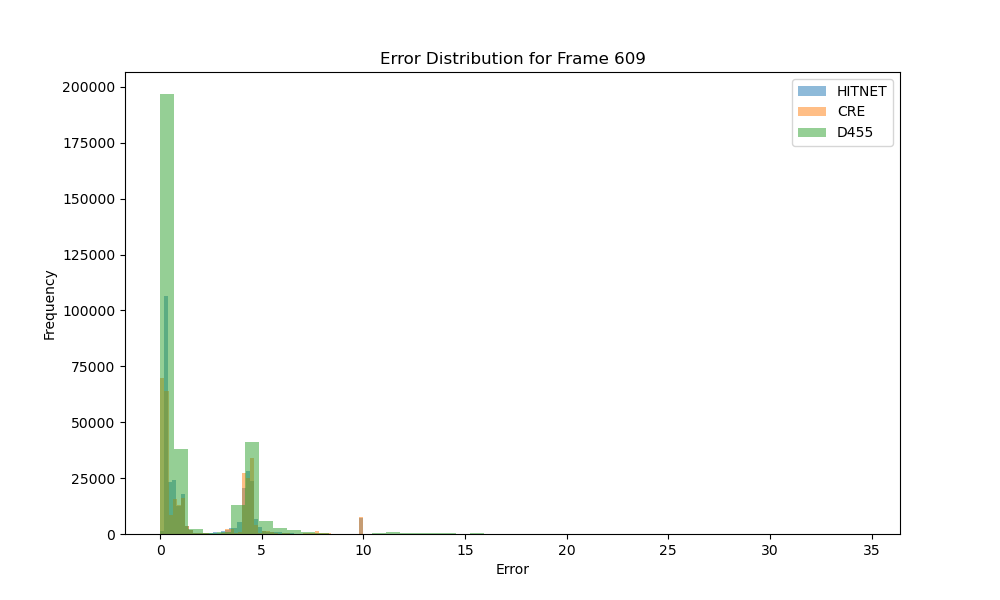 Error Distribution for Frame 609
HITNET
CRE
D455
200000
175000
150000
125000
100000
75000
50000
25000
0
Frequency
0 5 10 15 20 25 30 35
Error